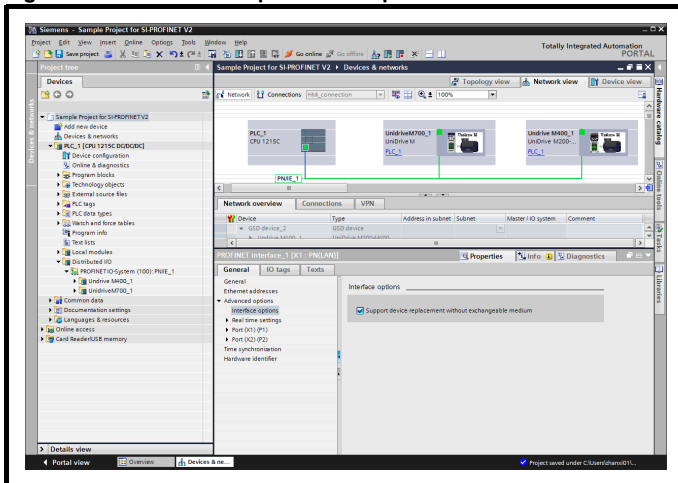 Siemens - Sample Project for SI-PROFINET V2
Project Edit View Insert Online Options Tools Window Help
Save project
Go online
Go offline
Totally Integrated Automation
PORTAL
Project tree
Sample Project for SI-PROFINET V2 Devices & networks
Devices
Topology view
Network view
Device view
Network
Connections
HMI_connection
100%
Sample Project for SI-PROFINET V2
Add new device
Devices & networks
PLC_1 [CPU 1215C DC/DC/DC]
Device configuration
Online & diagnostics
Program blocks
Technology objects
External source files
PLC tags
PLC data types
Watch and force tables
Program info
Text lists
Local modules
Distributed I/O
PROFINET IO-System (100): PN/IE_1
Unidrive M400_1
UnidriveM700_1
Common data
Documentation settings
Languages & resources
Online access
Card Reader/USB memory
PLC_1
CPU 1215C
UnidriveM700_1
UniDrive M
PLC_1
Unidrive M400_1
UniDrive M200-...
PLC_1
PN/IE_1
Network overview
Connections
VPN
Device
Type
Address in subnet
Subnet
Master / IO system
Comment
GSD device_2
GSD device
PROFINET Interface_1 [X1 : PN(LAN)]
Properties
Info
Diagnostics
General
IO tags
Texts
General
Ethernet addresses
Advanced options
Interface options
Real time settings
Port (X1) (P1)
Port (X2) (P2)
Time synchronization
Hardware identifier
Interface options
Support device replacement without exchangeable medium
Devices & networks
Hardware catalog
Online tools
Tasks
Libraries
Details view
Portal view
Overview
Devices & ne...
Project saved under C:\Users\zhanxi01\...